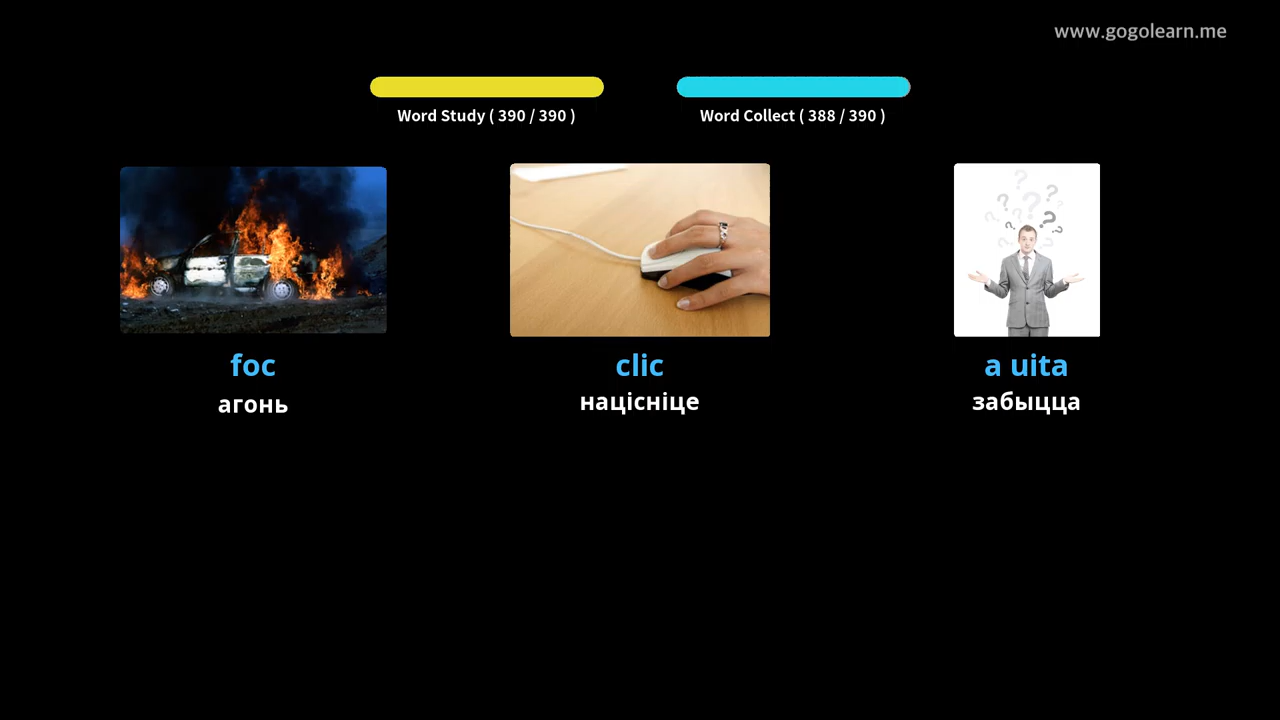 www.gogolearn.me
Word Study ( 390 / 390 )
Word Collect ( 388 / 390 )
foc
clic
a uita
агонь
націсніце
забыцца